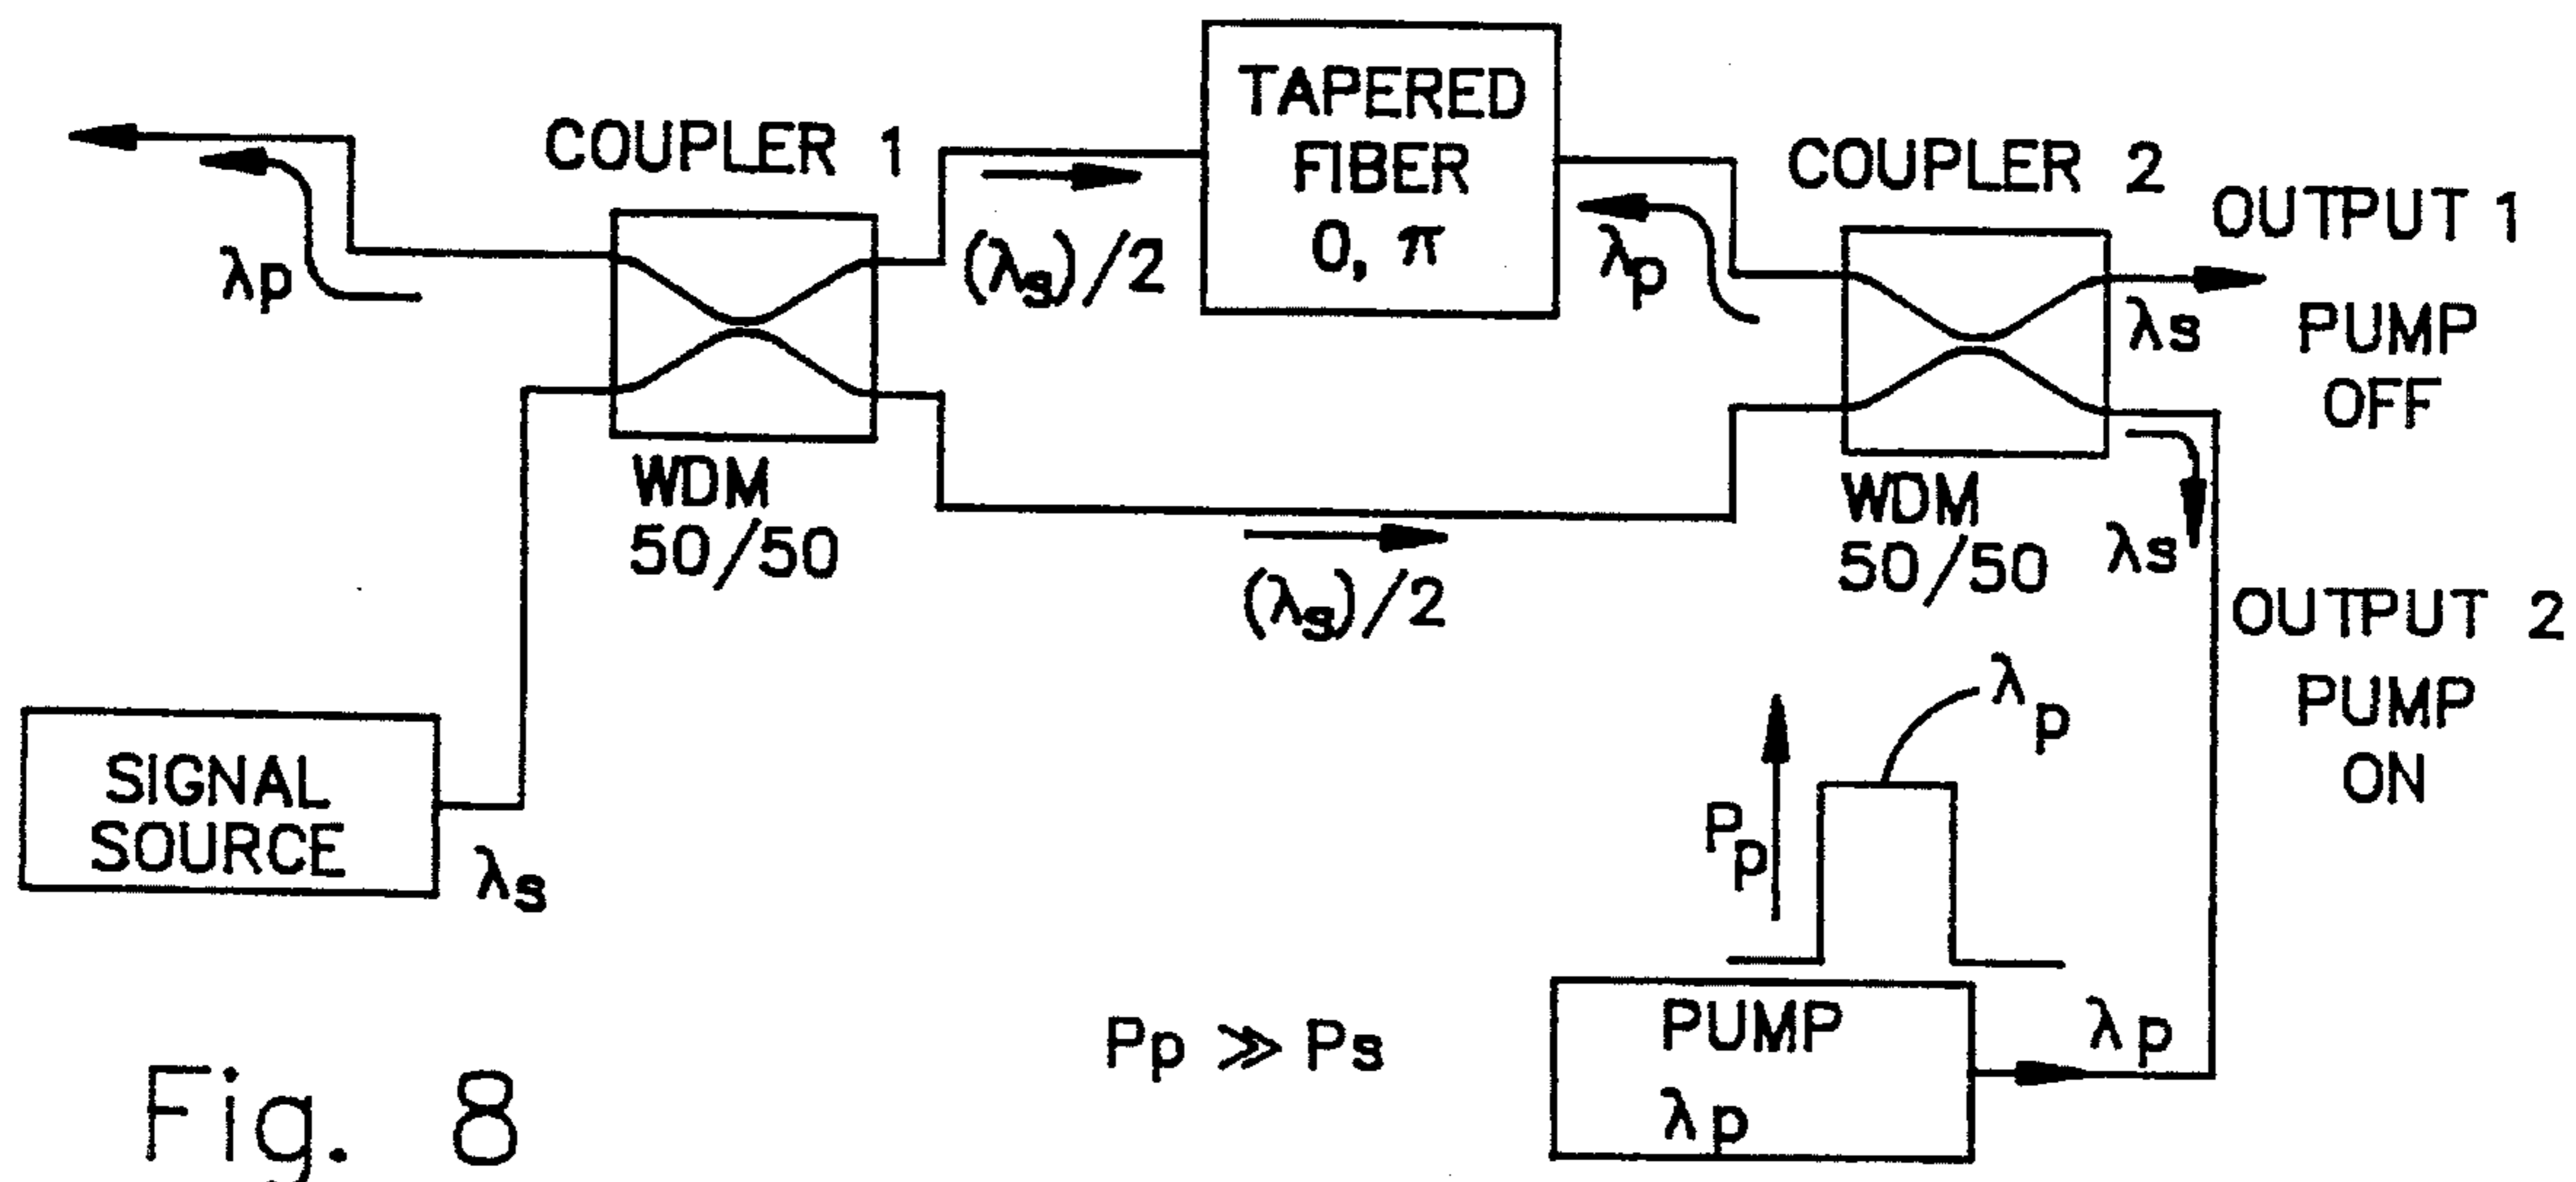 COUPLER 1
TAPERED
FIBER
0, π
COUPLER 2
OUTPUT 1
λp
(λs)/2
λp
λs
PUMP
OFF
WDM
50/50
WDM
50/50
λs
(λs)/2
OUTPUT 2
PUMP
ON
SIGNAL
SOURCE
λs
λp
Pp
Pp ≫ Ps
PUMP
λp
λp
Fig. 8